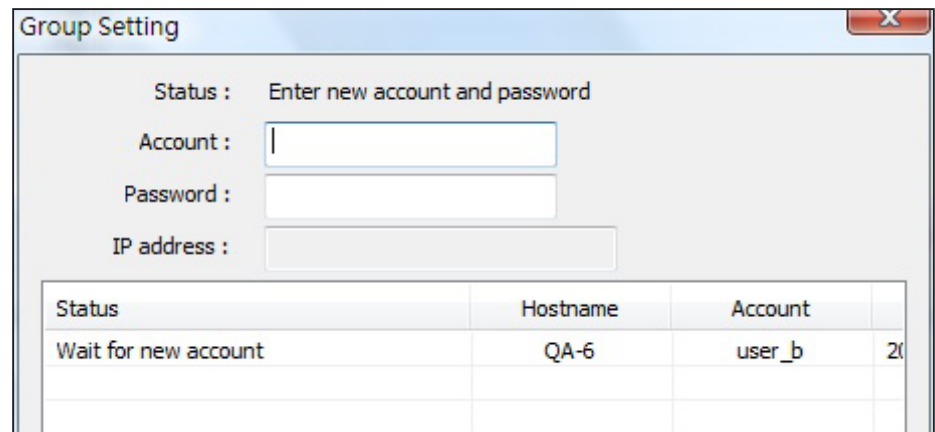 Group Setting
Status : Enter new account and password
Account :
Password :
IP address :
Status Hostname Account
Wait for new account QA-6 user_b